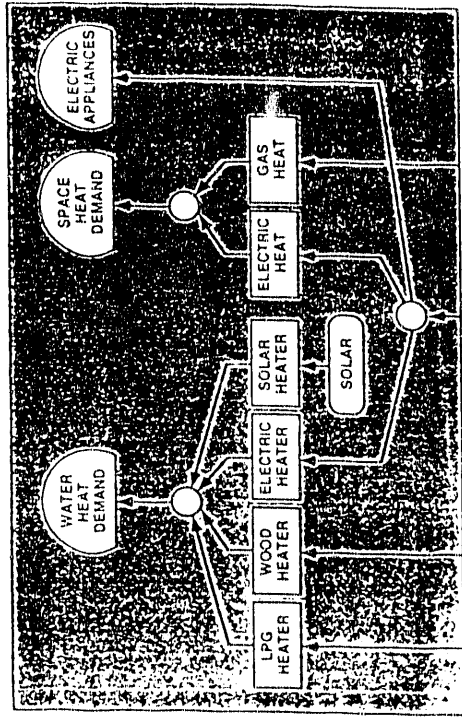 WATER
HEAT
DEMAND
SPACE
HEAT
DEMAND
ELECTRIC
APPLIANCES
LPG
HEATER
WOOD
HEATER
ELECTRIC
HEATER
SOLAR
HEATER
ELECTRIC
HEAT
GAS
HEAT
SOLAR